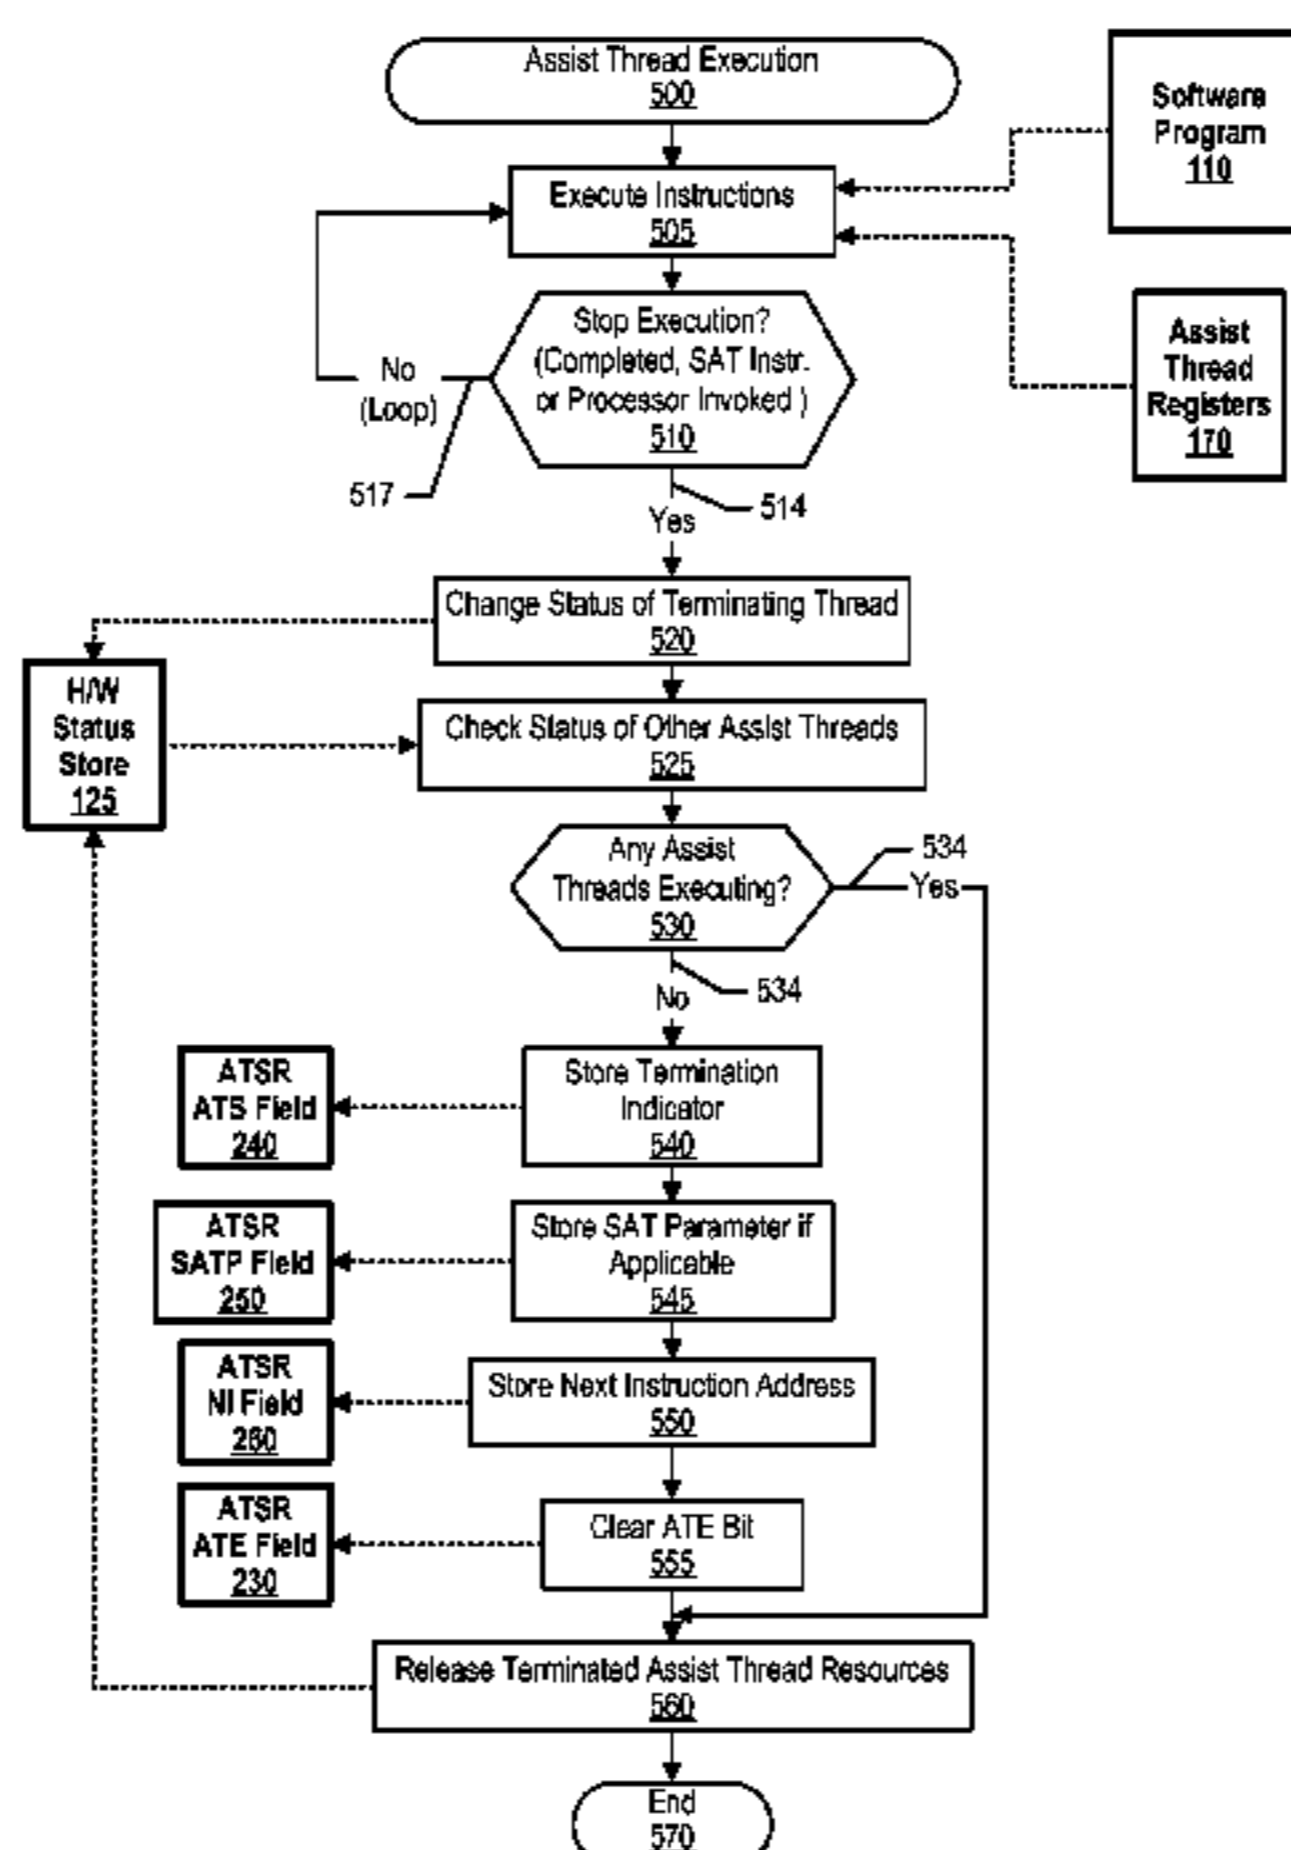 Assist Thread Execution
500
Software
Program
110
Execute Instructions
505
Stop Execution?
(Completed, SAT Instr.
or Processor Invoked )
510
No
(Loop)
Assist
Thread
Registers
170
517
514
Yes
Change Status of Terminating Thread
520
H/W
Status
Store
125
Check Status of Other Assist Threads
525
Any Assist
Threads Executing?
530
534
Yes
534
No
ATSR
ATS Field
240
Store Termination
Indicator
540
ATSR
SATP Field
250
Store SAT Parameter if
Applicable
545
ATSR
NI Field
260
Store Next Instruction Address
550
ATSR
ATE Field
230
Clear ATE Bit
555
Release Terminated Assist Thread Resources
560
End
570